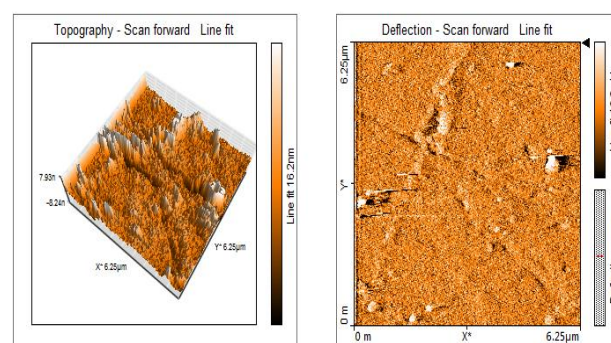 Topography - Scan forward Line fit
7.93n
-8.24n
X* 6.25µm
Y* 6.25µm
Line fit 16.2nm
Deflection - Scan forward Line fit
6.25µm
Y*
0 m
0 m
X*
6.25µm